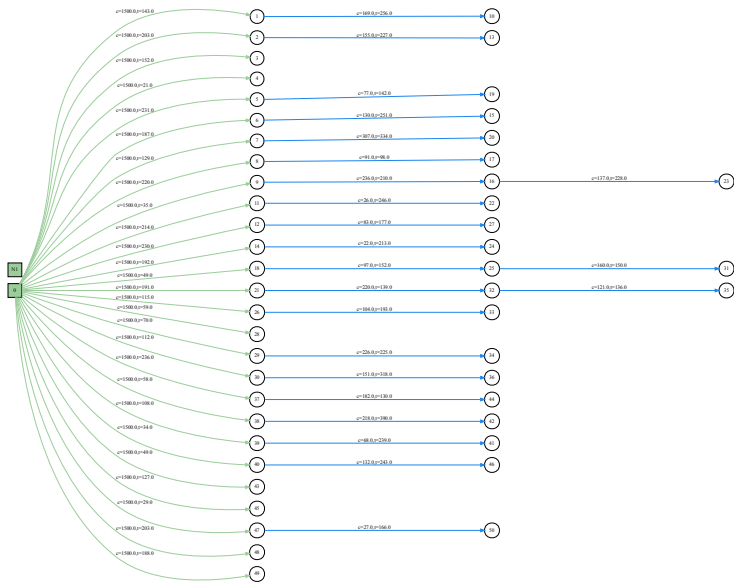 c=1500.0,t=143.0
1
c=169.0,t=256.0
10
c=1500.0,t=203.0
2
c=155.0,t=227.0
13
c=1500.0,t=152.0
3
c=1500.0,t=21.0
4
c=1500.0,t=231.0
5
c=77.0,t=142.0
19
c=1500.0,t=187.0
6
c=130.0,t=251.0
15
c=1500.0,t=129.0
7
c=307.0,t=334.0
20
c=1500.0,t=220.0
8
c=91.0,t=98.0
17
c=1500.0,t=35.0
9
c=236.0,t=210.0
16
c=137.0,t=228.0
23
c=1500.0,t=214.0
11
c=26.0,t=246.0
22
c=1500.0,t=230.0
12
c=83.0,t=177.0
27
c=1500.0,t=192.0
14
c=22.0,t=213.0
24
N1
c=1500.0,t=49.0
18
c=97.0,t=152.0
25
c=160.0,t=150.0
31
0
c=1500.0,t=191.0
21
c=220.0,t=139.0
32
c=121.0,t=136.0
35
c=1500.0,t=115.0
26
c=104.0,t=193.0
33
c=1500.0,t=59.0
28
c=1500.0,t=70.0
29
c=226.0,t=225.0
34
c=1500.0,t=112.0
30
c=151.0,t=318.0
36
c=1500.0,t=236.0
37
c=182.0,t=130.0
44
c=1500.0,t=58.0
38
c=218.0,t=390.0
42
c=1500.0,t=108.0
39
c=68.0,t=239.0
41
c=1500.0,t=34.0
40
c=132.0,t=243.0
46
c=1500.0,t=49.0
43
c=1500.0,t=127.0
45
c=1500.0,t=29.0
47
c=27.0,t=166.0
50
c=1500.0,t=203.0
48
c=1500.0,t=188.0
49